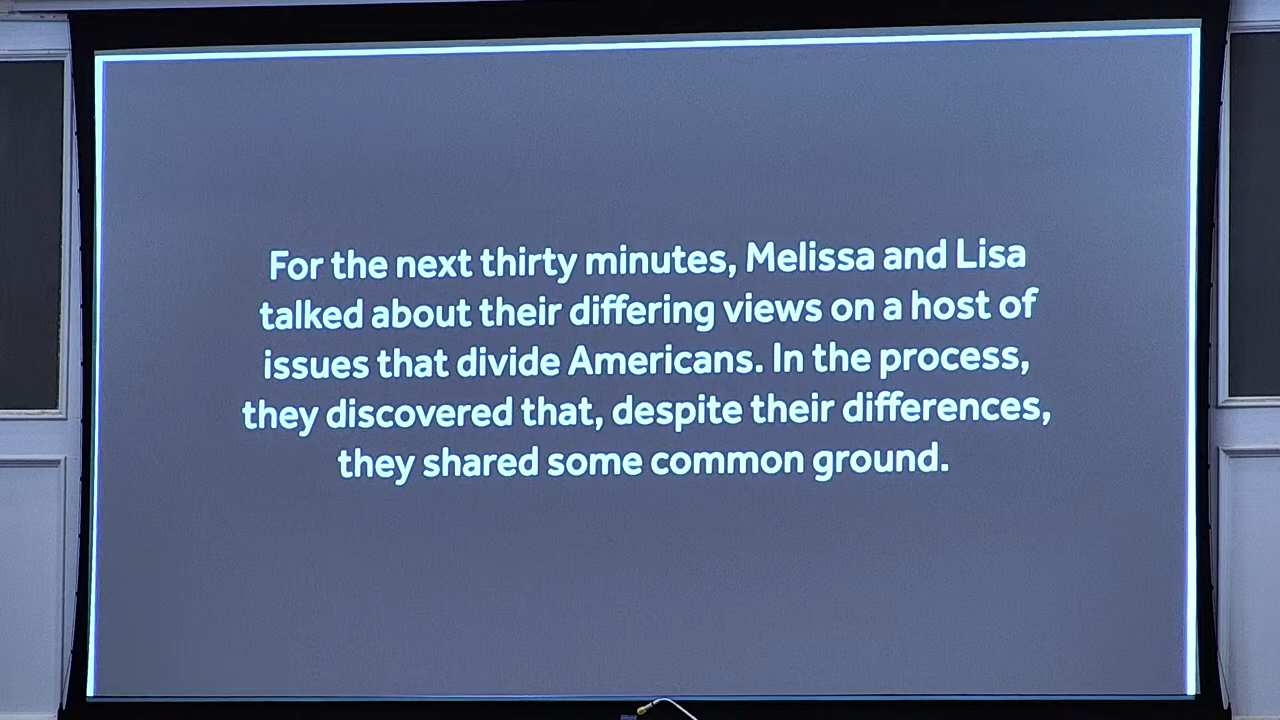 For the next thirty minutes, Melissa and Lisa
talked about their differing views on a host of
issues that divide Americans. In the process,
they discovered that, despite their differences,
they shared some common ground.